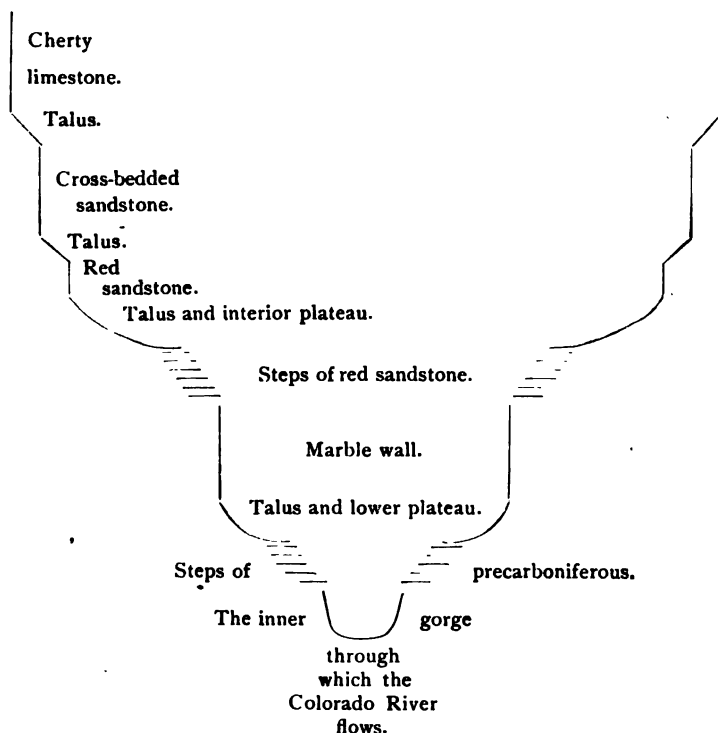 Cherty
limestone.
Talus.
Cross-bedded
sandstone.
Talus.
Red
sandstone.
Talus and interior plateau.
Steps of red sandstone.
Marble wall.
Talus and lower plateau.
Steps of precarboniferous.
The inner gorge
through
which the
Colorado River
flows.